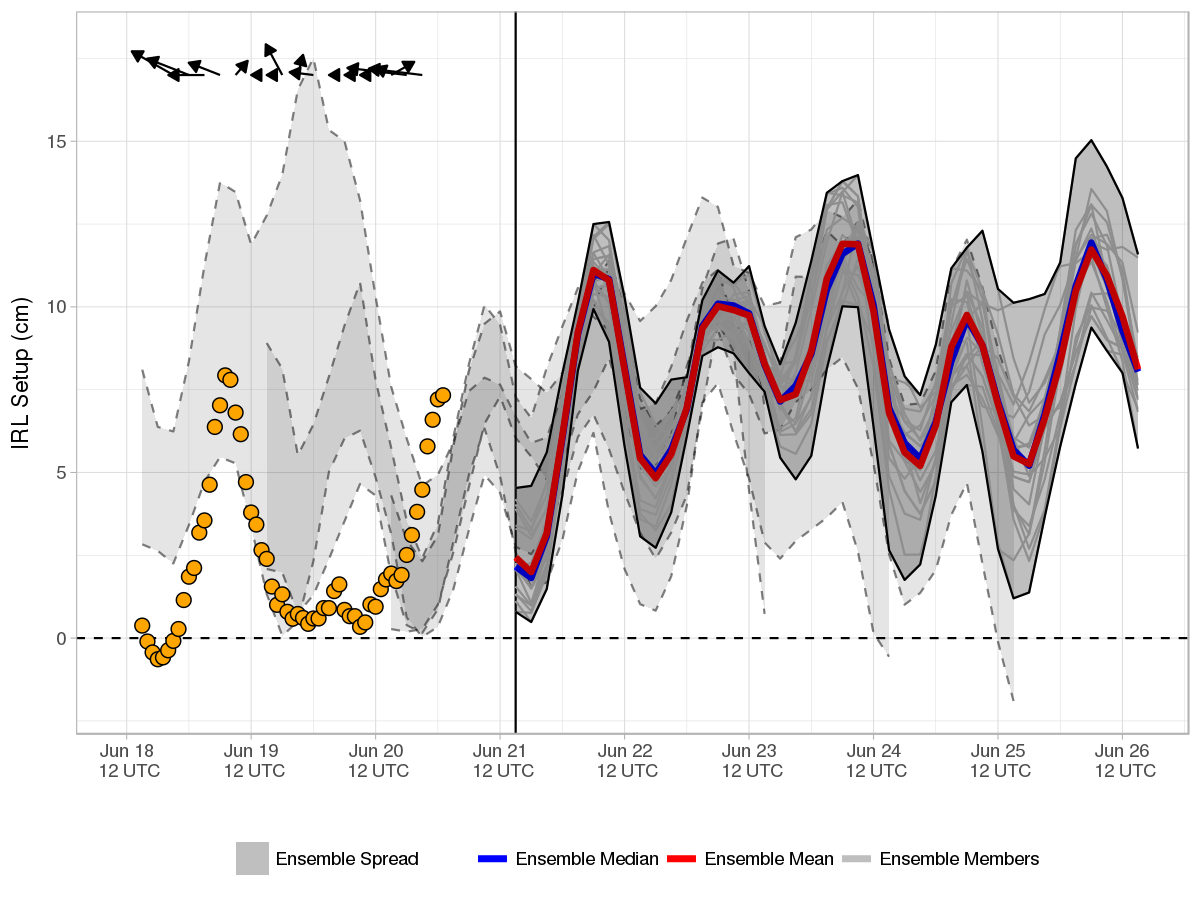 IRL Setup (cm)
15
10
5
0
Jun 18 Jun 19 Jun 20 Jun 21 Jun 22 Jun 23 Jun 24 Jun 25 Jun 26
12 UTC 12 UTC 12 UTC 12 UTC 12 UTC 12 UTC 12 UTC 12 UTC 12 UTC
Ensemble Spread Ensemble Median Ensemble Mean Ensemble Members